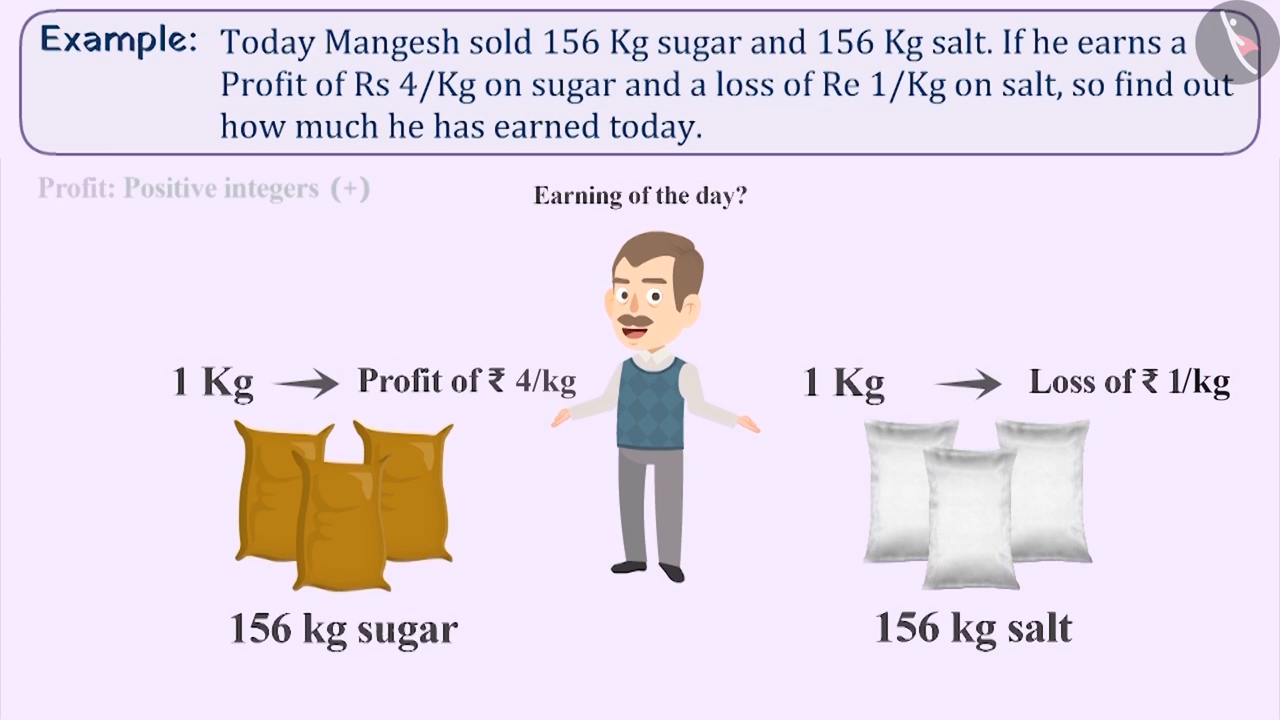 Example: Today Mangesh sold 156 Kg sugar and 156 Kg salt. If he earns a
Profit of Rs 4/Kg on sugar and a loss of Re 1/Kg on salt, so find out
how much he has earned today.
Profit: Positive integers (+)
Earning of the day?
1 Kg → Profit of ₹ 4/kg
1 Kg → Loss of ₹ 1/kg
156 kg sugar
156 kg salt